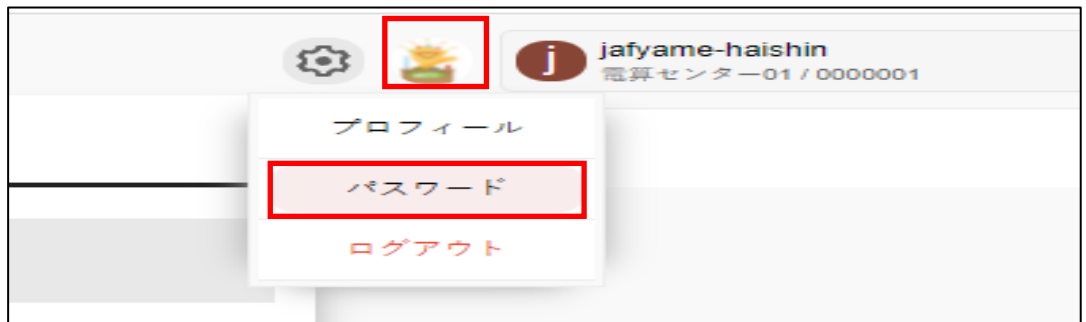 j
jafyame-haishin
電算センター01 / 0000001
プロフィール
パスワード
ログアウト